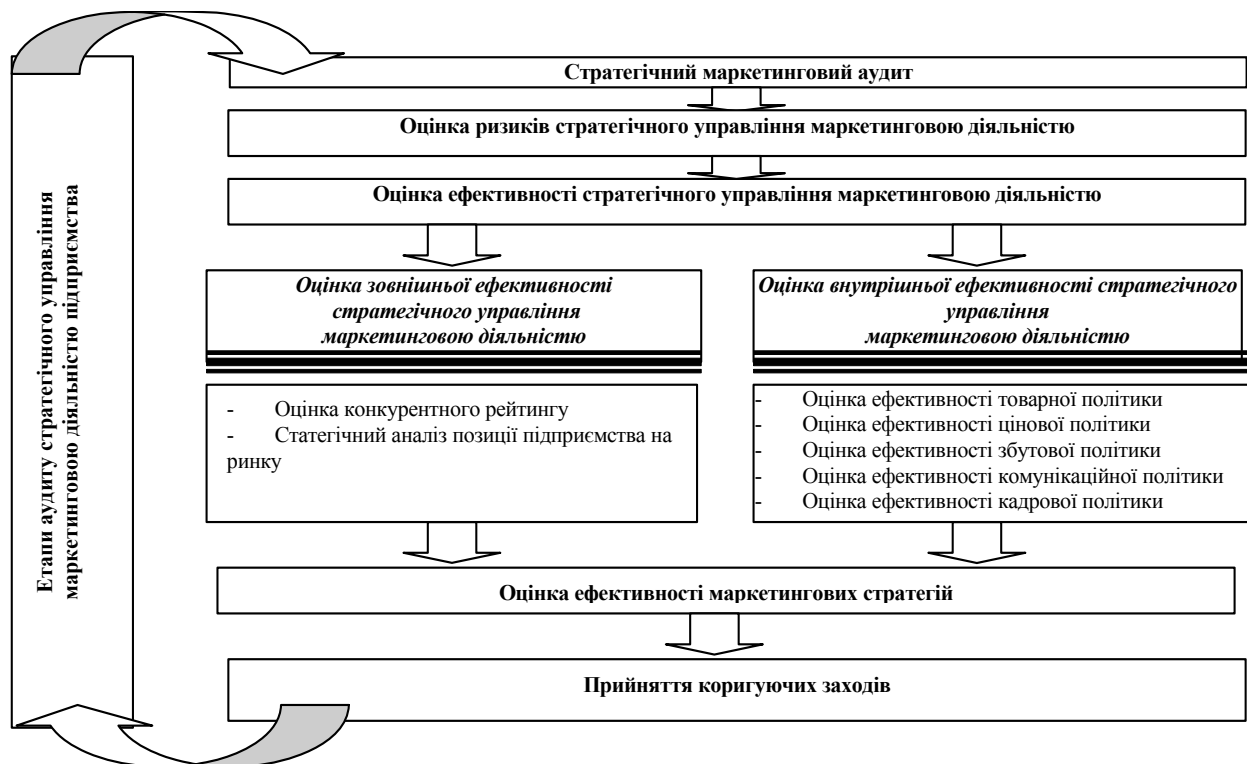 Етапи аудиту стратегічного управління
маркетинговою діяльністю підприємства
Стратегічний маркетинговий аудит
Оцінка ризиків стратегічного управління маркетинговою діяльністю
Оцінка ефективності стратегічного управління маркетинговою діяльністю
Оцінка зовнішньої ефективності
стратегічного управління
маркетинговою діяльністю
Оцінка внутрішньої ефективності стратегічного
управління
маркетинговою діяльністю
- Оцінка конкурентного рейтингу
- Статегічний аналіз позиції підприємства на
ринку
- Оцінка ефективності товарної політики
- Оцінка ефективності цінової політики
- Оцінка ефективності збутової політики
- Оцінка ефективності комунікаційної політики
- Оцінка ефективності кадрової політики
Оцінка ефективності маркетингових стратегій
Прийняття коригуючих заходів